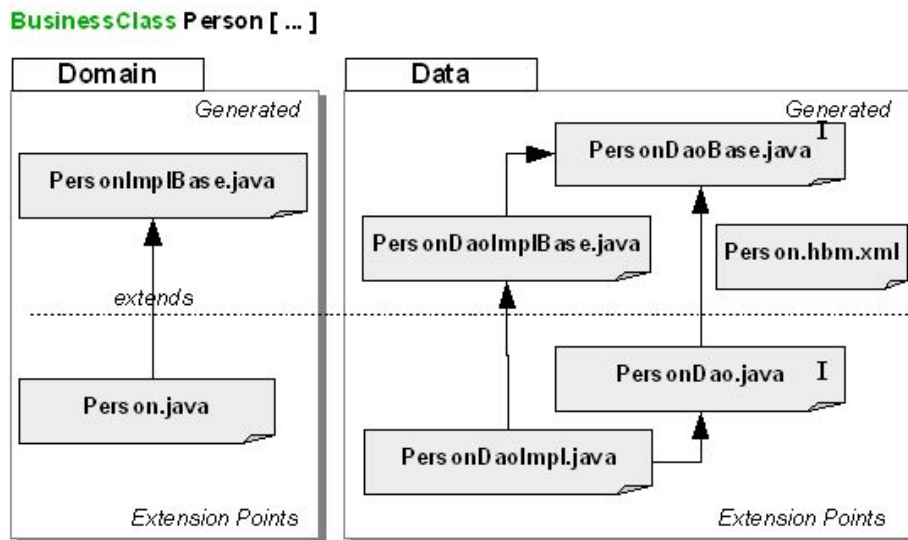 BusinessClass Person [ ... ]
Domain
Data
Generated
Generated
I
PersonImplBase.java
PersonDaoBase.java
PersonDaoImplBase.java
Person.hbm.xml
extends
Person.java
PersonDao.java
I
PersonDaoImpl.java
Extension Points
Extension Points